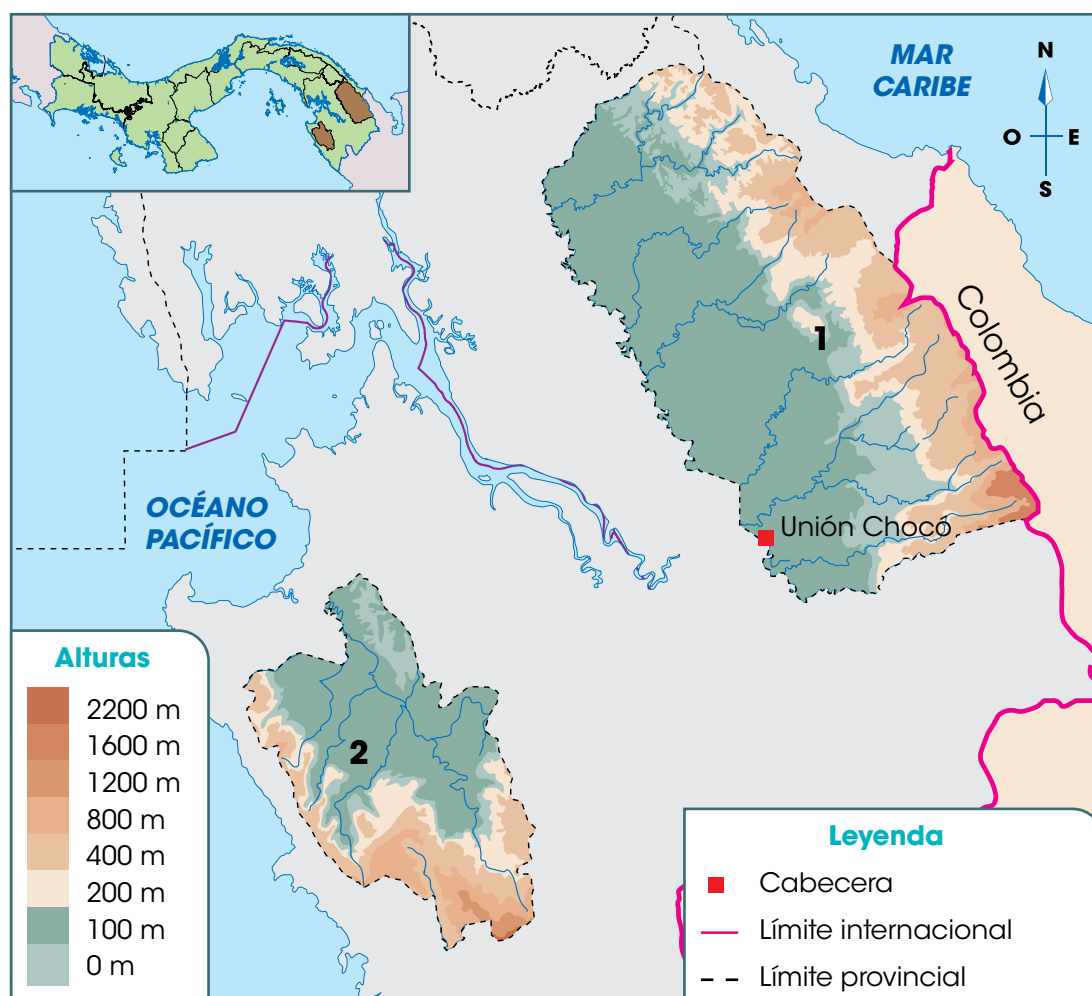 MAR
CARIBE
N
O
E
S
1
Colombia
OCÉANO
PACÍFICO
Unión Chocó
2
Alturas
2200 m
1600 m
1200 m
800 m
400 m
200 m
100 m
0 m
Leyenda
Cabecera
Límite internacional
Límite provincial